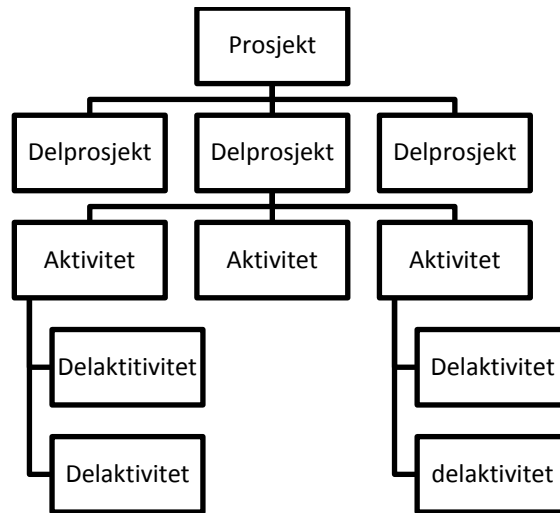 Prosjekt
Delprosjekt
Delprosjekt
Delprosjekt
Aktivitet
Aktivitet
Aktivitet
Delaktitivitet
Delaktivitet
Delaktivitet
delaktivitet